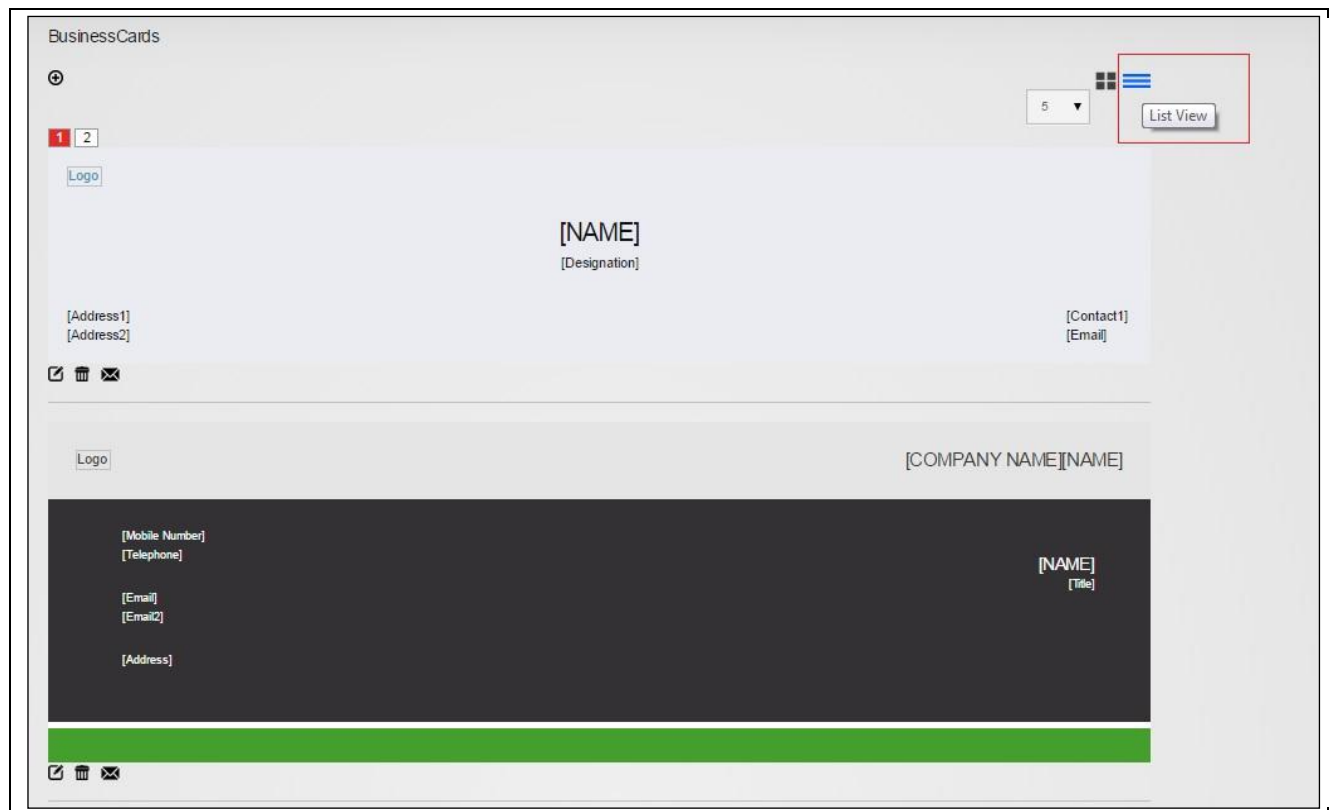 BusinessCards
5
List View
1 2
Logo
[NAME]
[Designation]
[Address1]
[Address2]
[Contact1]
[Email]
Logo
[COMPANY NAME][NAME]
[Mobile Number]
[Telephone]
[Email]
[Email2]
[Address]
[NAME]
[Title]